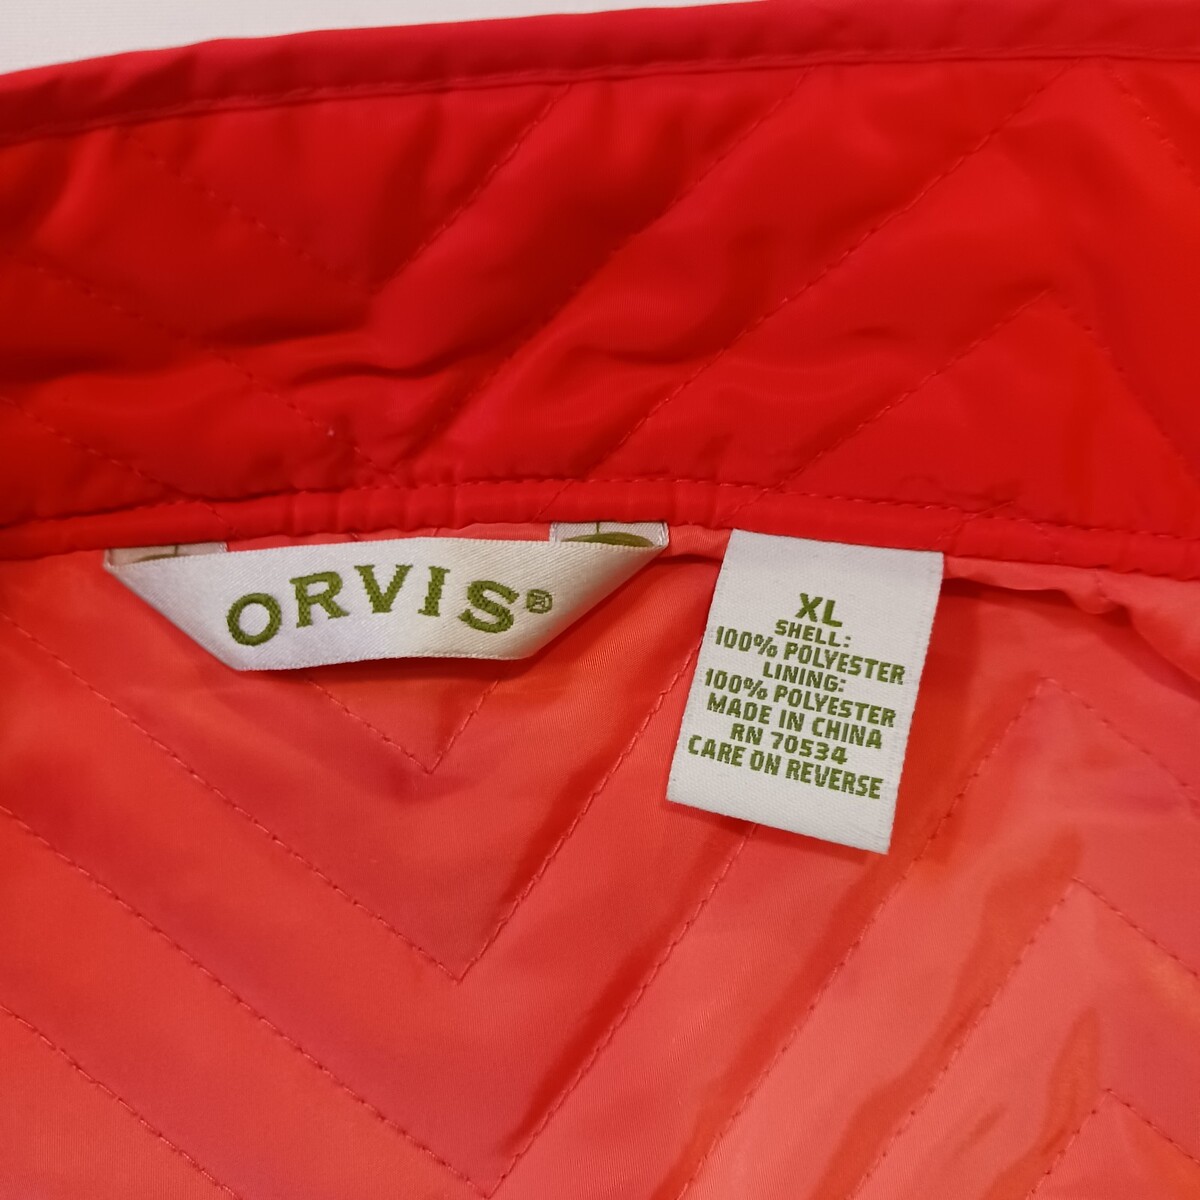 ORVIS®
XL
SHELL:
100% POLYESTER
LINING:
100% POLYESTER
MADE IN CHINA
RN 70534
CARE ON REVERSE